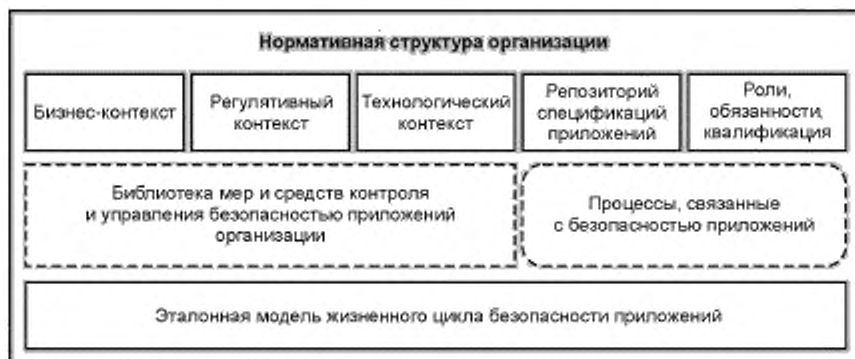 Нормативная структура организации
Бизнес-контекст
Регулятивный
контекст
Технологический
контекст
Репозиторий
спецификаций
приложений
Роли,
обязанности,
квалификация
Библиотека мер и средств контроля
и управления безопасностью приложений
организации
Процессы, связанные
с безопасностью приложений
Эталонная модель жизненного цикла безопасности приложений